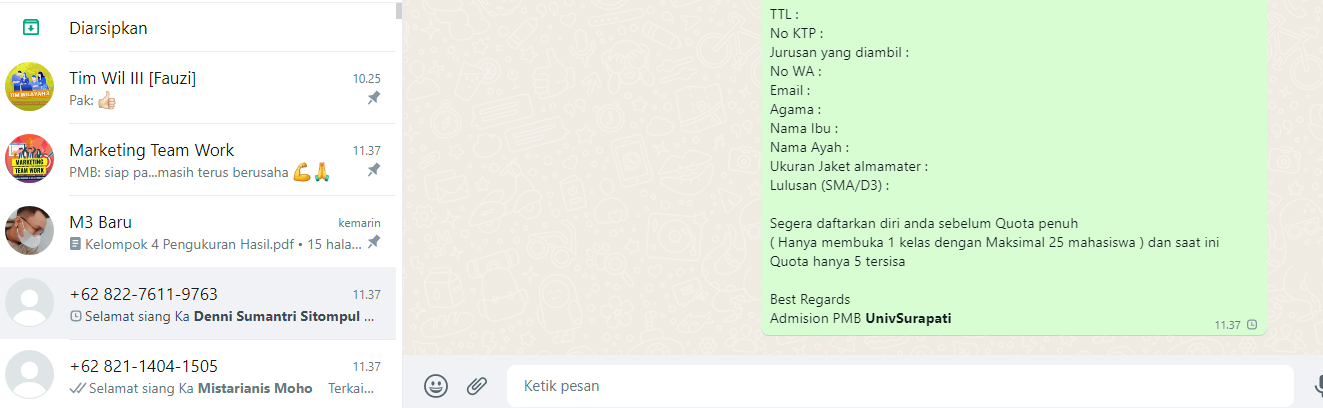 Diarsipkan
Tim Wil III [Fauzi]
10.25
Pak: 👍🏻
Marketing Team Work
11.37
PMB: siap pa...masih terus berusaha 💪🙏
M3 Baru
kemarin
Kelompok 4 Pengukuran Hasil.pdf • 15 hala...
+62 822-7611-9763
11.37
Selamat siang Ka Denni Sumantri Sitompul ...
+62 821-1404-1505
11.37
Selamat siang Ka Mistarianis Moho Terkai...
TTL :
No KTP :
Jurusan yang diambil :
No WA :
Email :
Agama :
Nama Ibu :
Nama Ayah :
Ukuran Jaket almamater :
Lulusan (SMA/D3) :
Segera daftarkan diri anda sebelum Quota penuh
( Hanya membuka 1 kelas dengan Maksimal 25 mahasiswa ) dan saat ini
Quota hanya 5 tersisa
Best Regards
Admision PMB UnivSurapati
11.37
Ketik pesan
MARKETING
TEAM WORK